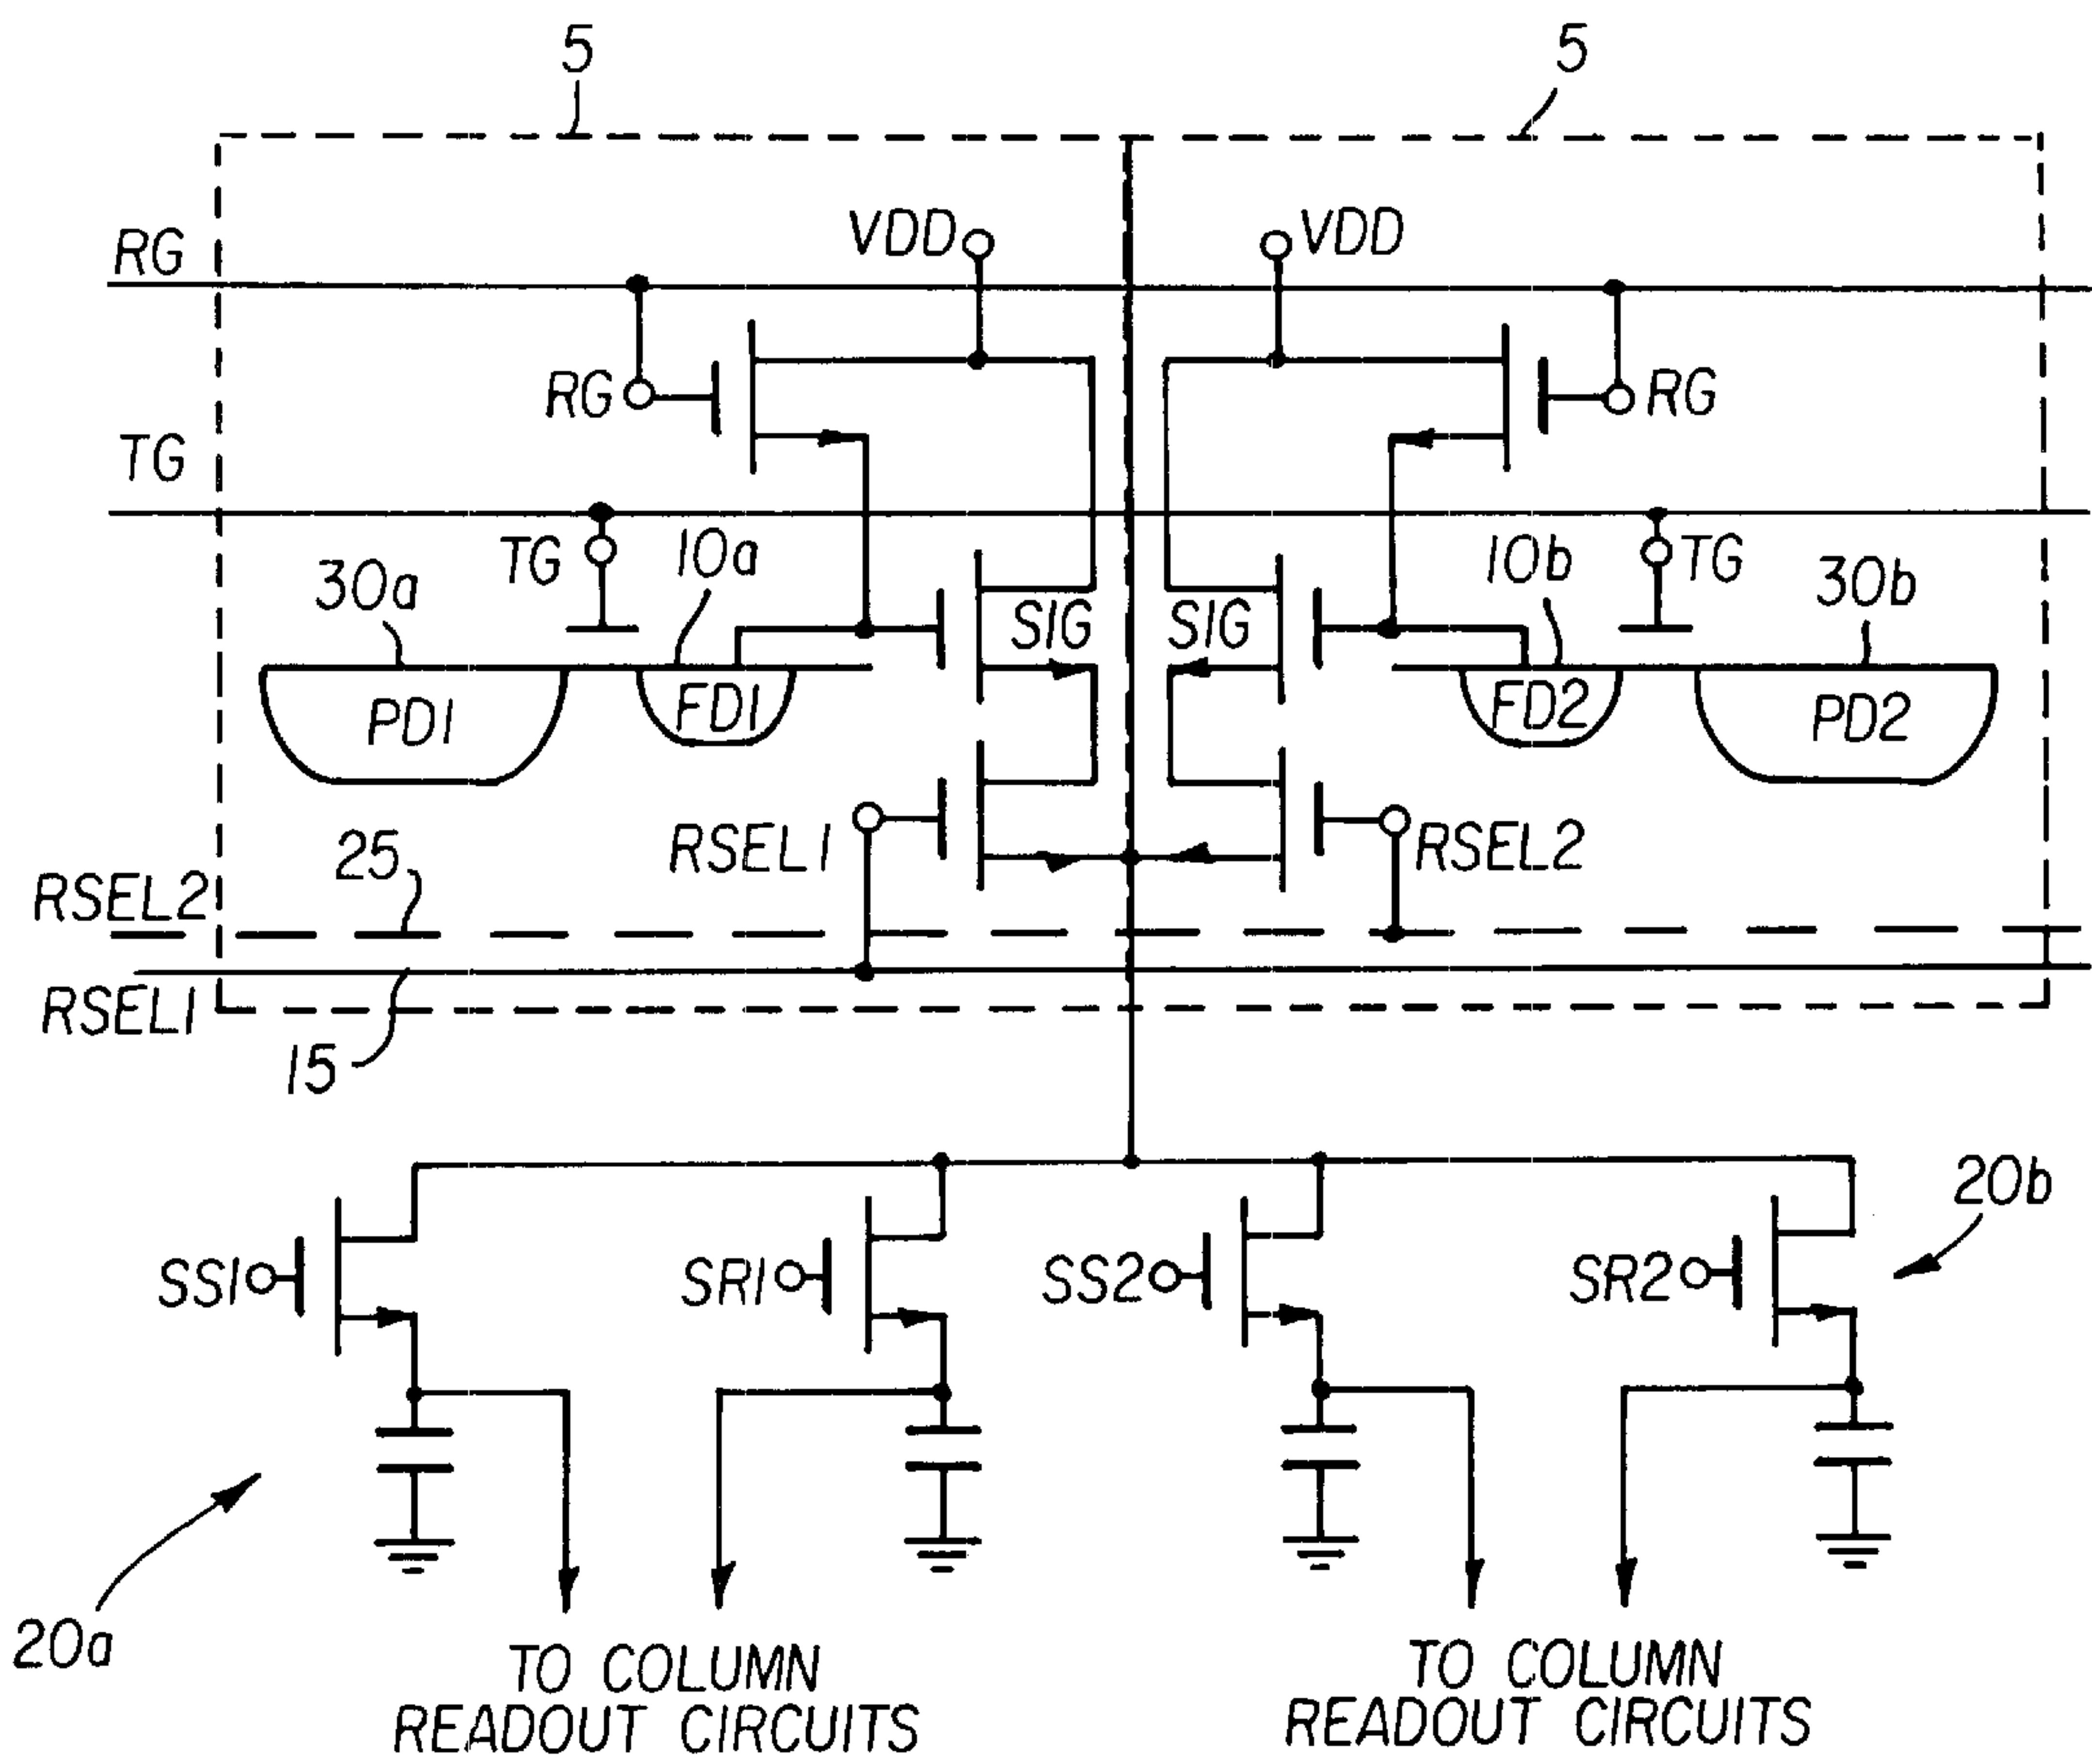 5 5
VDD VDD
RG
RG RG
TG
TG 10a 10b TG
30a 30b
SIG SIG
PD1 FD1 FD2 PD2
25 RSEL1 RSEL2
RSEL2
RSEL1
15
20b
SS1 SR1 SS2 SR2
20a
TO COLUMN
READOUT CIRCUITS
TO COLUMN
READOUT CIRCUITS